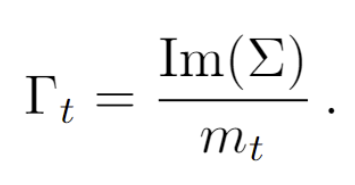 Γ_t = Im(Σ) / m_t .